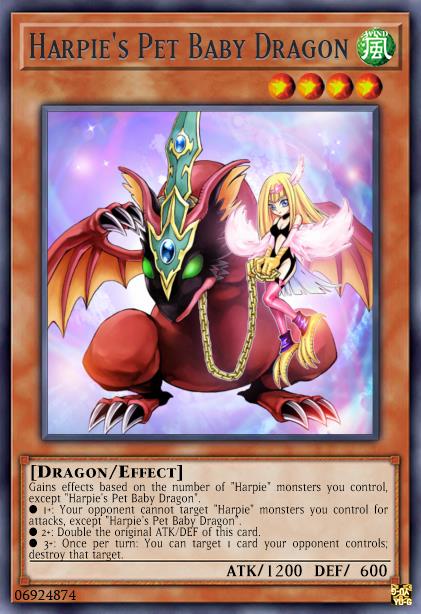 Harpie's Pet Baby Dragon
WIND
風
[Dragon/Effect]
Gains effects based on the number of "Harpie" monsters you control,
except "Harpie's Pet Baby Dragon".
● 1+: Your opponent cannot target "Harpie" monsters you control for
attacks, except "Harpie's Pet Baby Dragon".
● 2+: Double the original ATK/DEF of this card.
● 3+: Once per turn: You can target 1 card your opponent controls;
destroy that target.
ATK/1200 DEF/ 600
06924874